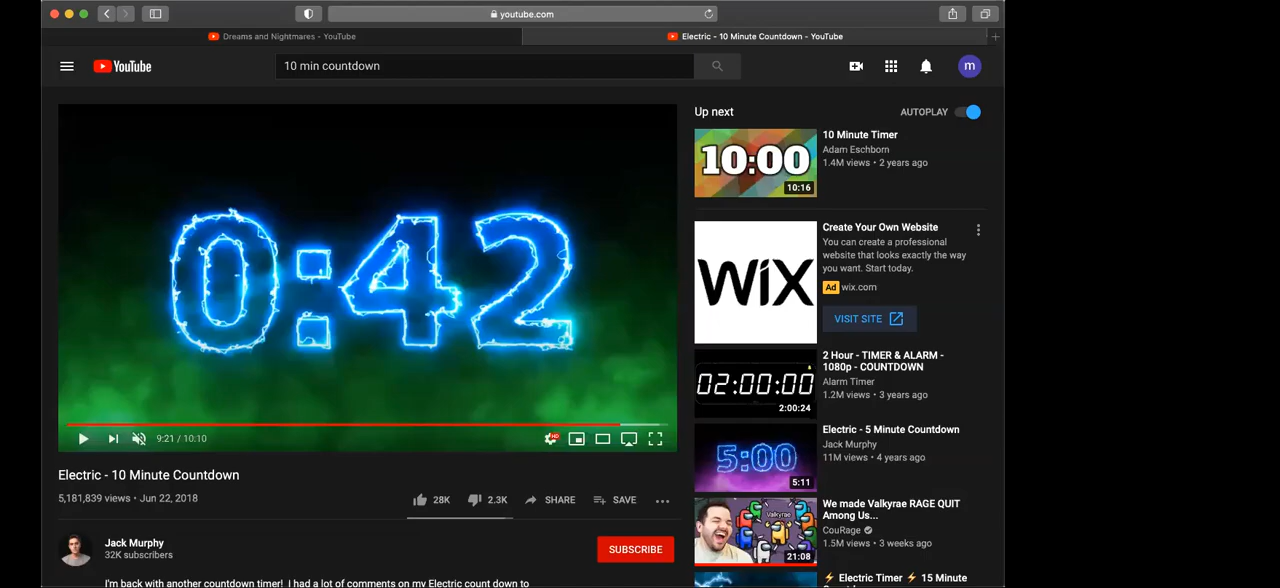 youtube.com
Dreams and Nightmares - YouTube
Electric - 10 Minute Countdown - YouTube
YouTube
10 min countdown
m
0:42
9:21 / 10:10
HD
Electric - 10 Minute Countdown
5,181,839 views • Jun 22, 2018
28K
2.3K
SHARE
SAVE
Jack Murphy
32K subscribers
SUBSCRIBE
I'm back with another countdown timer! I had a lot of comments on my Electric count down to
Up next
AUTOPLAY
10:00
10:16
10 Minute Timer
Adam Eschborn
1.4M views • 2 years ago
WiX
Create Your Own Website
You can create a professional
website that looks exactly the way
you want. Start today.
Ad wix.com
VISIT SITE
02:00:00
2:00:24
2 Hour - TIMER & ALARM -
1080p - COUNTDOWN
Alarm Timer
1.2M views • 3 years ago
5:00
5:11
Electric - 5 Minute Countdown
Jack Murphy
11M views • 4 years ago
Valkyrae
21:08
We made Valkyrae RAGE QUIT
Among Us...
CouRage
1.5M views • 3 weeks ago
⚡ Electric Timer ⚡ 15 Minute